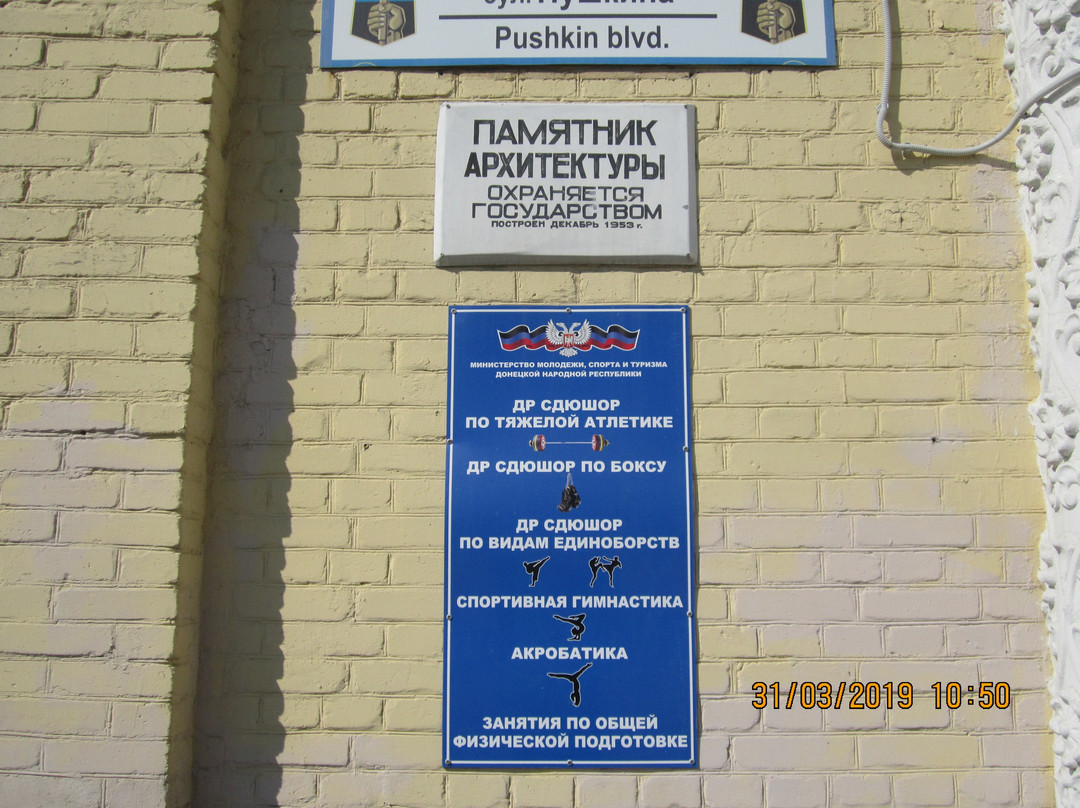 бул. Пушкина
Pushkin blvd.
ПАМЯТНИК
АРХИТЕКТУРЫ
ОХРАНЯЕТСЯ
ГОСУДАРСТВОМ
ПОСТРОЕН ДЕКАБРЬ 1953 г.
МИНИСТЕРСТВО МОЛОДЕЖИ, СПОРТА И ТУРИЗМА
ДОНЕЦКОЙ НАРОДНОЙ РЕСПУБЛИКИ
ДР СДЮШОР
ПО ТЯЖЕЛОЙ АТЛЕТИКЕ
ДР СДЮШОР ПО БОКСУ
ДР СДЮШОР
ПО ВИДАМ ЕДИНОБОРСТВ
СПОРТИВНАЯ ГИМНАСТИКА
АКРОБАТИКА
ЗАНЯТИЯ ПО ОБЩЕЙ
ФИЗИЧЕСКОЙ ПОДГОТОВКЕ
31/03/2019 10:50